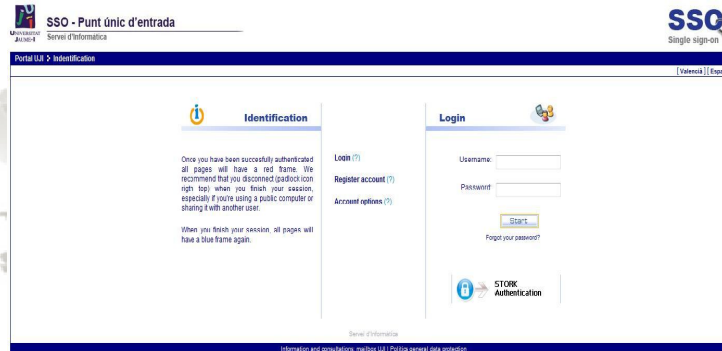 SSO - Punt únic d'entrada
UNIVERSITAT
JAUME·I
Servei d'Informàtica
SSO
Single sign-on
Portal UJI > Indentification
[ Valencià ] [ Espa
Identification
Once you have been succesfully authenticated
all pages will have a red frame. We
recommend that you disconnect (padlock icon
rigth top) when you finish your session,
especially if you're using a public computer or
sharing it with another user.
When you finish your session, all pages will
have a blue frame again.
Login (?)
Register account (?)
Account options (?)
Login
Username:
Password:
Start
Forgot your password?
STORK
Authentication
Servei d'Informàtica
Information and consultations: mailbox UJI | Política general data protection